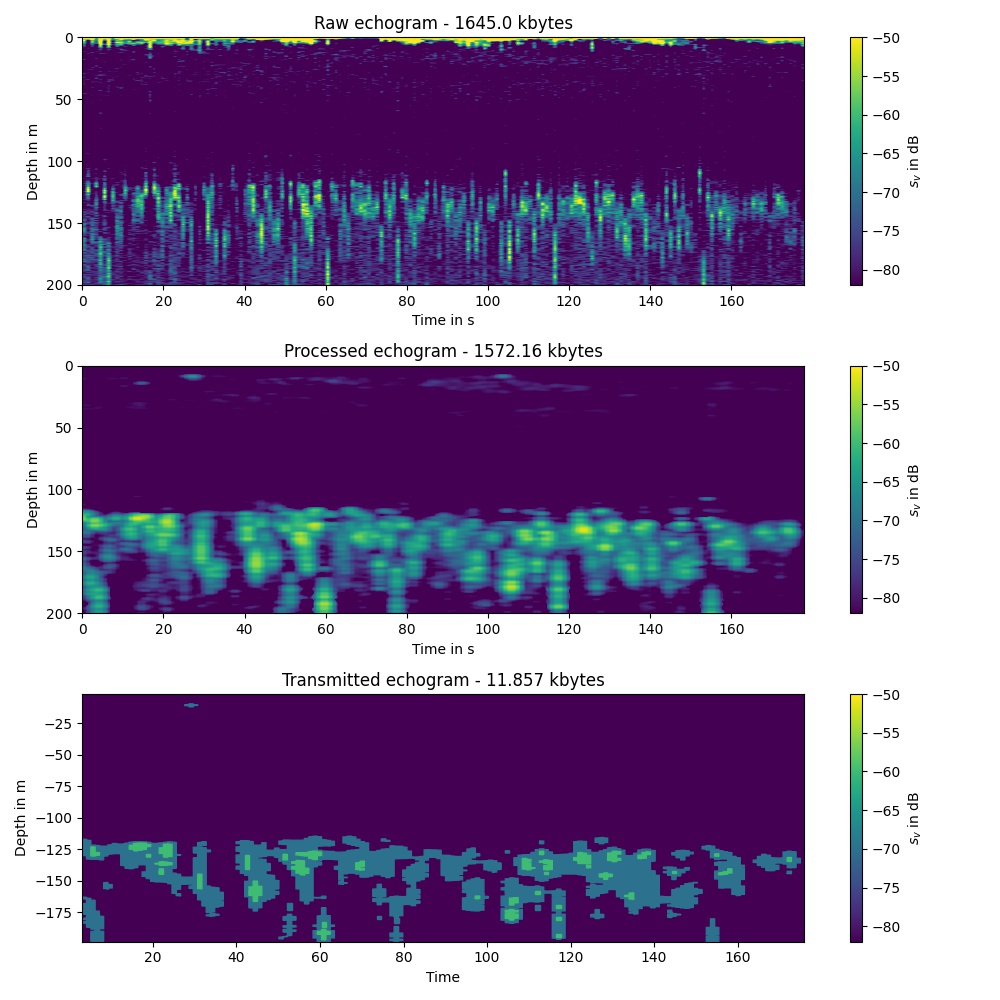 Raw echogram - 1645.0 kbytes
0
50
100
150
200
Depth in m
0 20 40 60 80 100 120 140 160
Time in s
−50
−55
−60
−65
−70
−75
−80
sv in dB
Processed echogram - 1572.16 kbytes
0
50
100
150
200
Depth in m
0 20 40 60 80 100 120 140 160
Time in s
−50
−55
−60
−65
−70
−75
−80
sv in dB
Transmitted echogram - 11.857 kbytes
−25
−50
−75
−100
−125
−150
−175
Depth in m
20 40 60 80 100 120 140 160
Time
−50
−55
−60
−65
−70
−75
−80
sv in dB